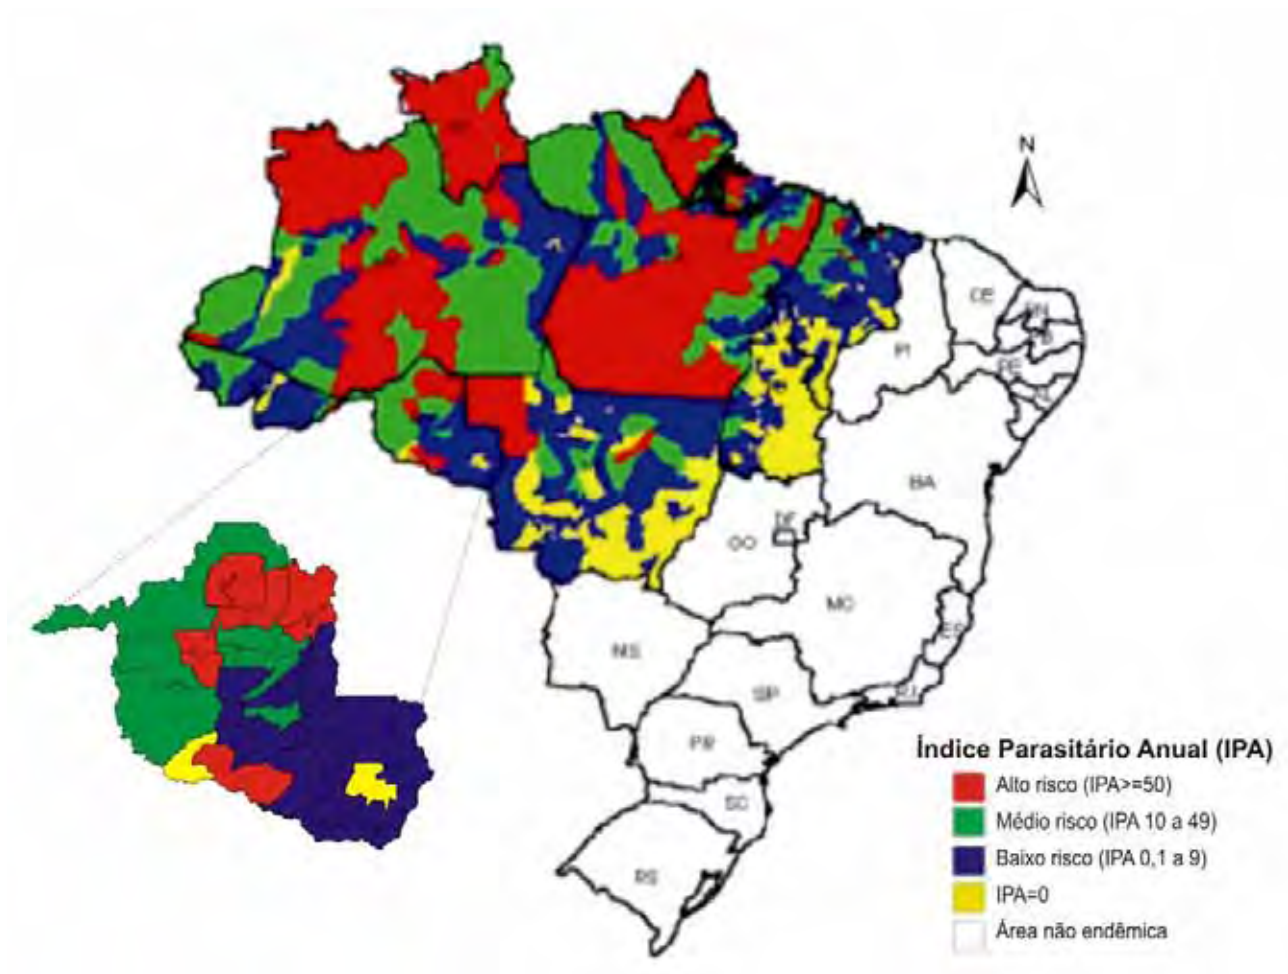 N
CE
RN
PI
PE
BA
DF
GO
MG
ES
MS
SP
RJ
PR
SC
RS
Índice Parasitário Anual (IPA)
Alto risco (IPA>=50)
Médio risco (IPA 10 a 49)
Baixo risco (IPA 0,1 a 9)
IPA=0
Área não endêmica